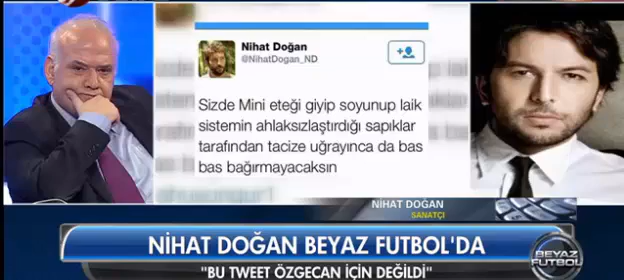 Nihat Doğan
@NihatDogan_ND
Sizde Mini eteği giyip soyunup laik
sistemin ahlaksızlaştırdığı sapıklar
tarafından tacize uğrayınca da bas
bas bağırmayacaksın
NİHAT DOĞAN
SANATÇI
NİHAT DOĞAN BEYAZ FUTBOL'DA
"BU TWEET ÖZGECAN İÇİN DEĞİLDİ"
BEYAZ
FUTBOL